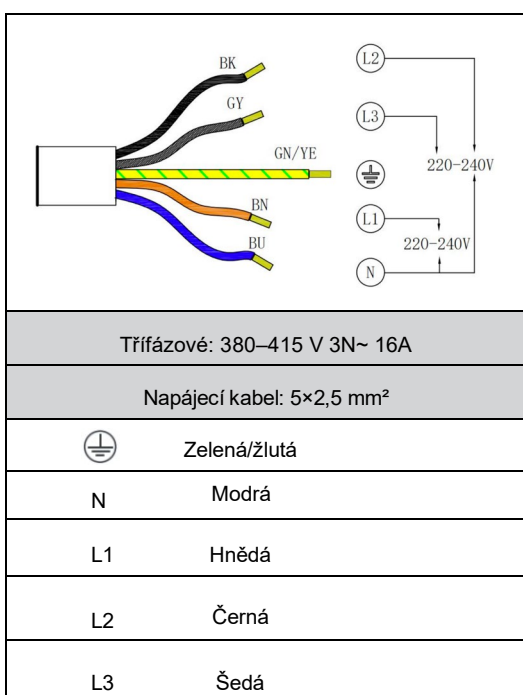 BK
GY
GN/YE
BN
BU
L2
L3
220-240V
L1
220-240V
N
Třífázové: 380–415 V 3N~ 16A
Napájecí kabel: 5×2,5 mm²
Zelená/žlutá
N Modrá
L1 Hnědá
L2 Černá
L3 Šedá